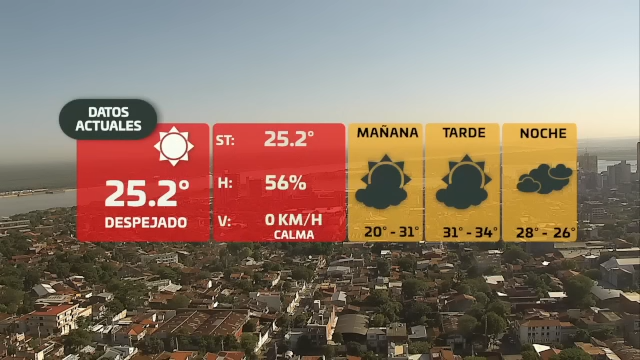 DATOS
ACTUALES
25.2°
DESPEJADO
ST: 25.2°
H: 56%
V: 0 KM/H
CALMA
MAÑANA
20° - 31°
TARDE
31° - 34°
NOCHE
28° - 26°